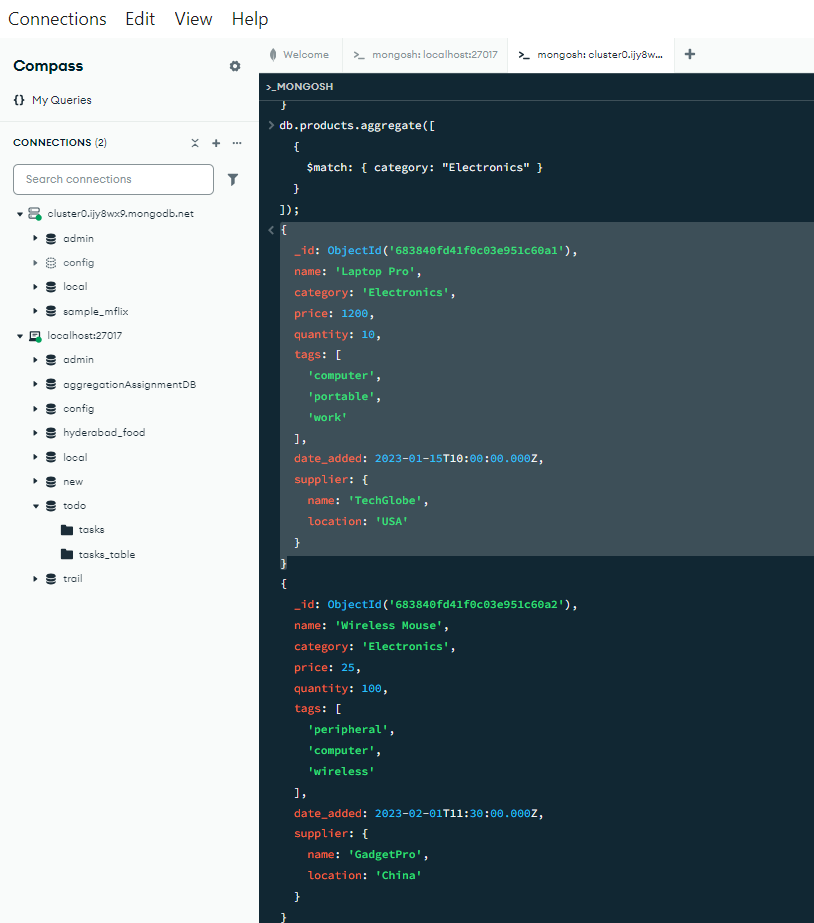 Connections Edit View Help
Compass
My Queries
CONNECTIONS (2)
Search connections
cluster0.ijy8wx9.mongodb.net
admin
config
local
sample_mflix
localhost:27017
admin
aggregationAssignmentDB
config
hyderabad_food
local
new
todo
tasks
tasks_table
trail
Welcome
>_ mongosh: localhost:27017
>_ mongosh: cluster0.ijy8w...
>_MONGOSH
}
> db.products.aggregate([
{
$match: { category: "Electronics" }
}
]);
< {
_id: ObjectId('683840fd41f0c03e951c60a1'),
name: 'Laptop Pro',
category: 'Electronics',
price: 1200,
quantity: 10,
tags: [
'computer',
'portable',
'work'
],
date_added: 2023-01-15T10:00:00.000Z,
supplier: {
name: 'TechGlobe',
location: 'USA'
}
}
{
_id: ObjectId('683840fd41f0c03e951c60a2'),
name: 'Wireless Mouse',
category: 'Electronics',
price: 25,
quantity: 100,
tags: [
'peripheral',
'computer',
'wireless'
],
date_added: 2023-02-01T11:30:00.000Z,
supplier: {
name: 'GadgetPro',
location: 'China'
}
}